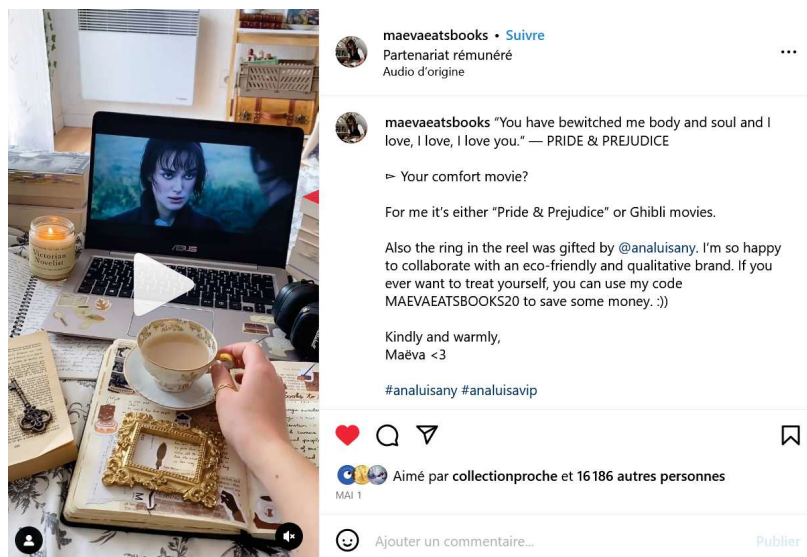 maevaeatsbooks • Suivre
Partenariat rémunéré
Audio d'origine
maevaeatsbooks “You have bewitched me body and soul and I
love, I love, I love you.” — PRIDE & PREJUDICE
▻ Your comfort movie?
For me it's either “Pride & Prejudice” or Ghibli movies.
Also the ring in the reel was gifted by @analuisany. I'm so happy
to collaborate with an eco-friendly and qualitative brand. If you
ever want to treat yourself, you can use my code
MAEVAEATSBOOKS20 to save some money. :))
Kindly and warmly,
Maëva <3
#analuisany #analuisavip
Aimé par collectionproche et 16 186 autres personnes
MAI 1
Ajouter un commentaire...
Publier
ASUS
Victorian
Novelist